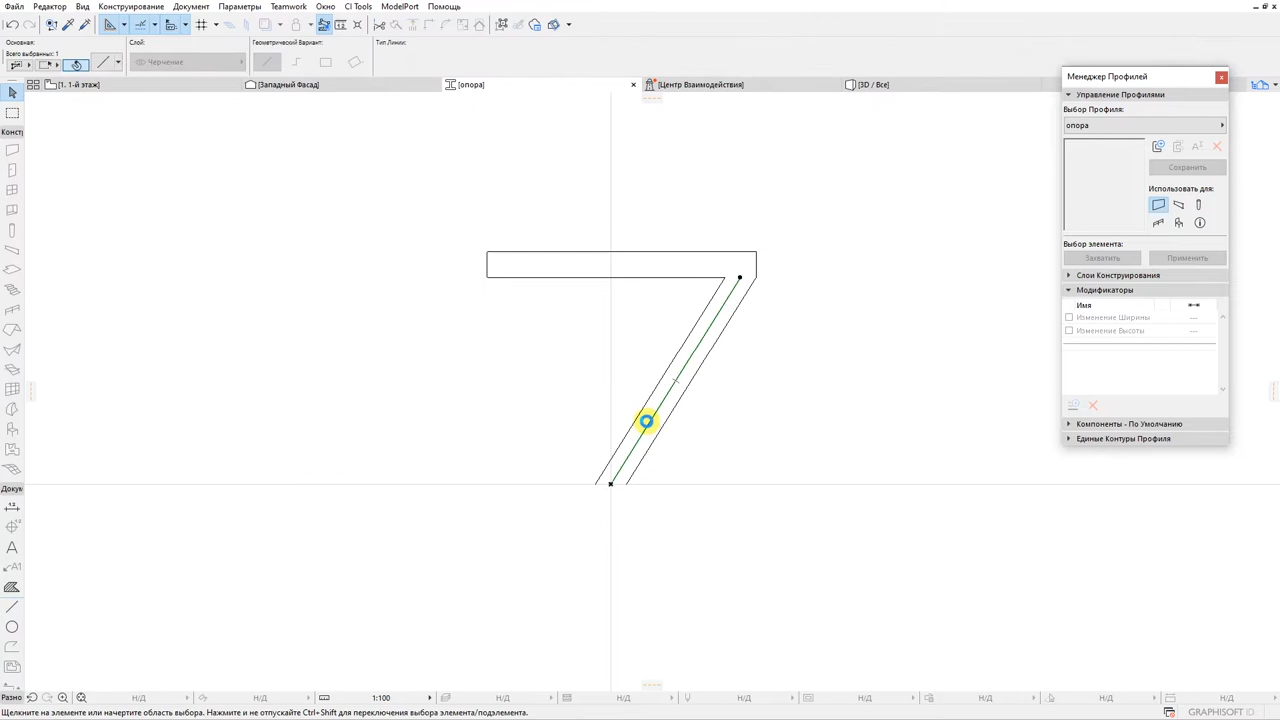 Файл Редактор Вид Конструирование Документ Параметры Teamwork Окно CI Tools ModelPort Помощь
Основная: Слой: Геометрический Вариант: Тип Линии:
Всего выбранных: 1
Черчение
[1. 1-й этаж] [Западный Фасад] [опора] [Центр Взаимодействия] [3D / Все]
Менеджер Профилей
Управление Профилями
Выбор Профиля:
опора
Сохранить
Использовать для:
Выбор элемента:
Захватить Применить
Слои Конструирования
Модификаторы
Имя
Изменение Ширины ---
Изменение Высоты ---
Компоненты - По Умолчанию
Единые Контуры Профиля
Конст
Докум
Разно
Н/Д Н/Д 1:100 Н/Д Н/Д Н/Д Н/Д Н/Д Н/Д Н/Д
Щелкните на элементе или начертите область выбора. Нажмите и не отпускайте Ctrl+Shift для переключения выбора элемента/подэлемента.
GRAPHISOFT ID